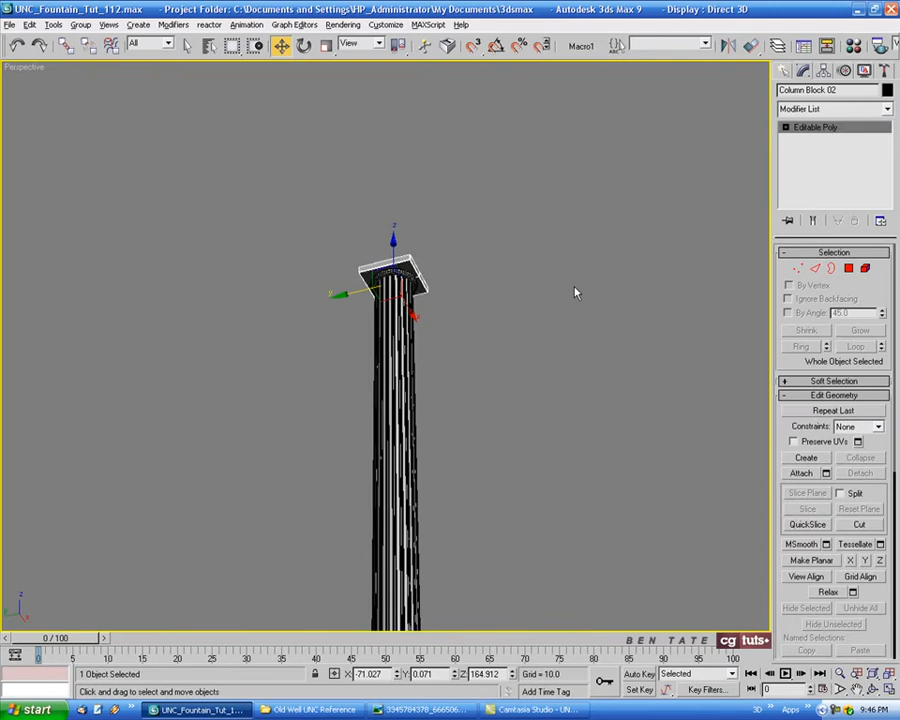 UNC_Fountain_Tut_112.max - Project Folder: C:\Documents and Settings\HP_Administrator\My Documents\3dsmax - Autodesk 3ds Max 9 - Display : Direct 3D
File Edit Tools Group Views Create Modifiers reactor Animation Graph Editors Rendering Customize MAXScript Help
All View Macro1
Perspective
Column Block 02
Modifier List
Editable Poly
- Selection
By Vertex
Ignore Backfacing
By Angle: 45.0
Shrink Grow
Ring Loop
Whole Object Selected
+ Soft Selection
- Edit Geometry
Repeat Last
Constraints: None
Preserve UVs
Create Collapse
Attach Detach
Slice Plane Split
Slice Reset Plane
QuickSlice Cut
MSmooth Tessellate
Make Planar X Y Z
View Align Grid Align
Relax
Hide Selected Unhide All
Hide Unselected
Named Selections:
Copy Paste
z
y
x
BEN TATE cg tuts+
0 / 100
0 5 10 15 20 25 30 35 40 45 50 55 60 65 70 75 80 85 90 95 100
1 Object Selected X: -71.027 Y: 0.071 Z: 164.912 Grid = 10.0 Auto Key Selected
Click and drag to select and move objects Add Time Tag Set Key Key Filters... 0
start UNC_Fountain_Tut_1... Old Well UNC Reference 3345784378_666506... Camtasia Studio - UN... 3D Apps 9:46 PM